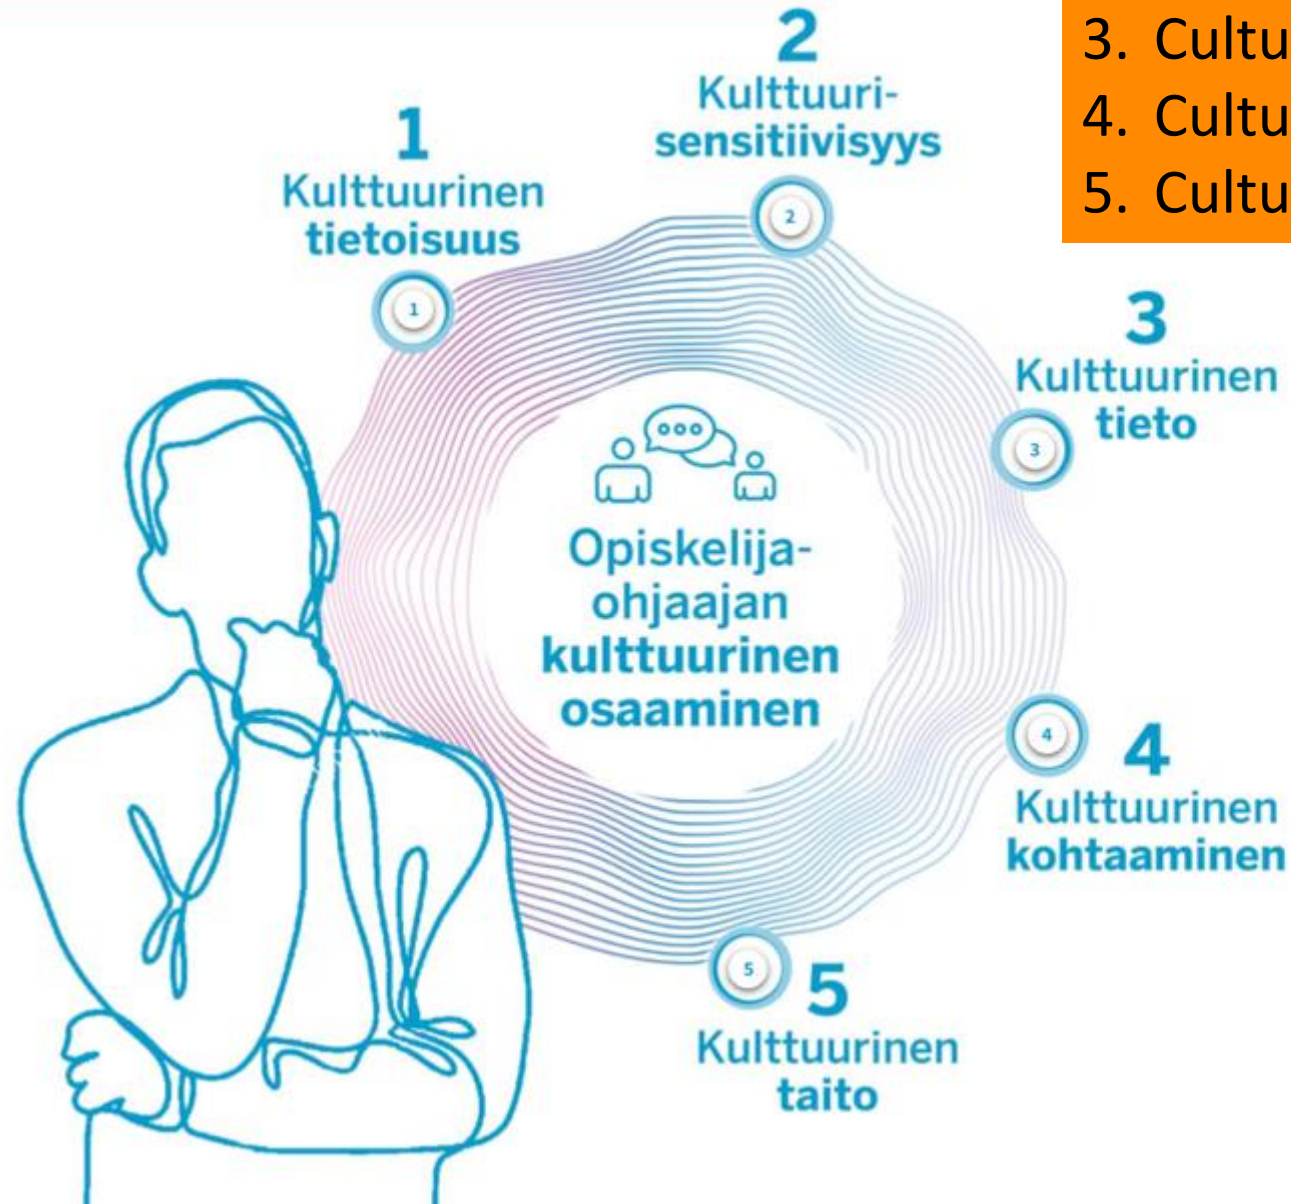 3. Cultu
4. Cultu
5. Cultu
1
Kulttuurinen
tietoisuus
1
2
Kulttuuri-
sensitiivisyys
2
3
Kulttuurinen
tieto
3
Opiskelija-
ohjaajan
kulttuurinen
osaaminen
4
4
Kulttuurinen
kohtaaminen
5
5
Kulttuurinen
taito